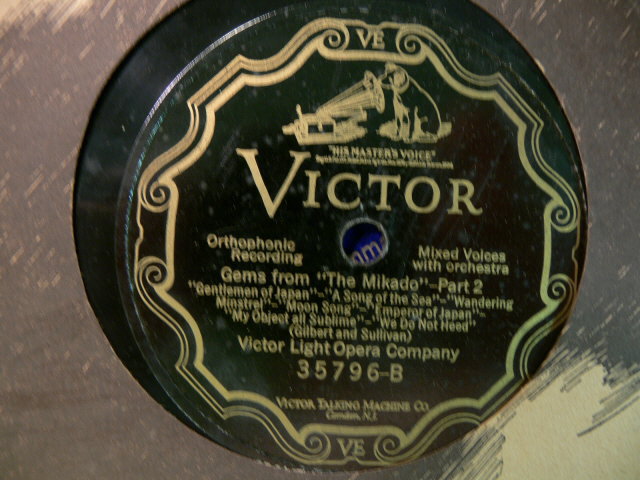 VE
"HIS MASTER'S VOICE"
VICTOR
Orthophonic
Recording
Mixed Voices
with orchestra
Gems from "The Mikado"—Part 2
"Gentlemen of Japan"–"A Song of the Sea"–"Wandering
Minstrel"–"Moon Song"–"Emperor of Japan"–
"My Object all Sublime"–"We Do Not Heed"
(Gilbert and Sullivan)
Victor Light Opera Company
35796-B
VICTOR TALKING MACHINE CO.
Camden, N.J.
VE